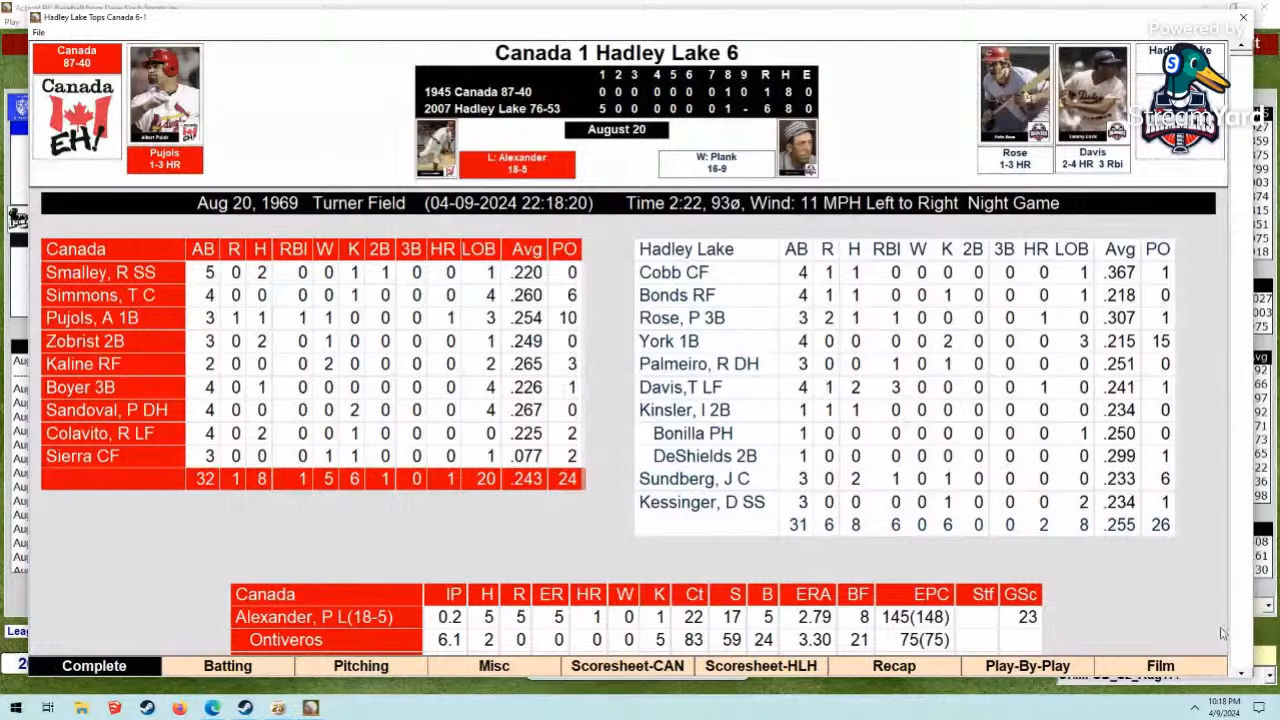 Hadley Lake Tops Canada 6-1
File
Powered by
StreamYard
Canada
87-40
Canada
EH!
Albert Pujols
Pujols
1-3 HR
Canada 1 Hadley Lake 6
1 2 3 4 5 6 7 8 9 R H E
1945 Canada 87-40 0 0 0 0 0 0 0 1 0 1 8 0
2007 Hadley Lake 76-53 5 0 0 0 0 0 0 1 - 6 8 0
August 20
L: Alexander
18-5
W: Plank
16-9
Rose
1-3 HR
Davis
2-4 HR 3 Rbi
Aug 20, 1969 Turner Field (04-09-2024 22:18:20) Time 2:22, 93ø, Wind: 11 MPH Left to Right Night Game
Canada AB R H RBI W K 2B 3B HR LOB Avg PO
Smalley, R SS 5 0 2 0 0 1 1 0 0 1 .220 0
Simmons, T C 4 0 0 0 0 1 0 0 0 4 .260 6
Pujols, A 1B 3 1 1 1 1 0 0 0 1 3 .254 10
Zobrist 2B 3 0 2 0 1 0 0 0 0 1 .249 0
Kaline RF 2 0 0 0 2 0 0 0 0 2 .265 3
Boyer 3B 4 0 1 0 0 0 0 0 0 4 .226 1
Sandoval, P DH 4 0 0 0 0 2 0 0 0 4 .267 0
Colavito, R LF 4 0 2 0 0 1 0 0 0 0 .225 2
Sierra CF 3 0 0 0 1 1 0 0 0 1 .077 2
32 1 8 1 5 6 1 0 1 20 .243 24
Hadley Lake AB R H RBI W K 2B 3B HR LOB Avg PO
Cobb CF 4 1 1 0 0 0 0 0 0 1 .367 1
Bonds RF 4 1 1 0 0 1 0 0 0 1 .218 0
Rose, P 3B 3 2 1 1 0 0 0 0 1 0 .307 1
York 1B 4 0 0 0 0 2 0 0 0 3 .215 15
Palmeiro, R DH 3 0 0 1 0 1 0 0 0 0 .251 0
Davis,T LF 4 1 2 3 0 0 0 0 1 0 .241 1
Kinsler, I 2B 1 1 1 0 0 0 0 0 0 0 .234 0
Bonilla PH 1 0 0 0 0 0 0 0 0 1 .250 0
DeShields 2B 1 0 0 0 0 0 0 0 0 0 .299 1
Sundberg, J C 3 0 2 1 0 1 0 0 0 0 .233 6
Kessinger, D SS 3 0 0 0 0 1 0 0 0 2 .234 1
31 6 8 6 0 6 0 0 2 8 .255 26
Canada IP H R ER HR W K Ct S B ERA BF EPC Stf GSc
Alexander, P L(18-5) 0.2 5 5 5 1 0 1 22 17 5 2.79 8 145(148) 23
Ontiveros 6.1 2 0 0 0 0 5 83 59 24 3.30 21 75(75)
Complete Batting Pitching Misc Scoresheet-CAN Scoresheet-HLH Recap Play-By-Play Film
10:18 PM
4/9/2024